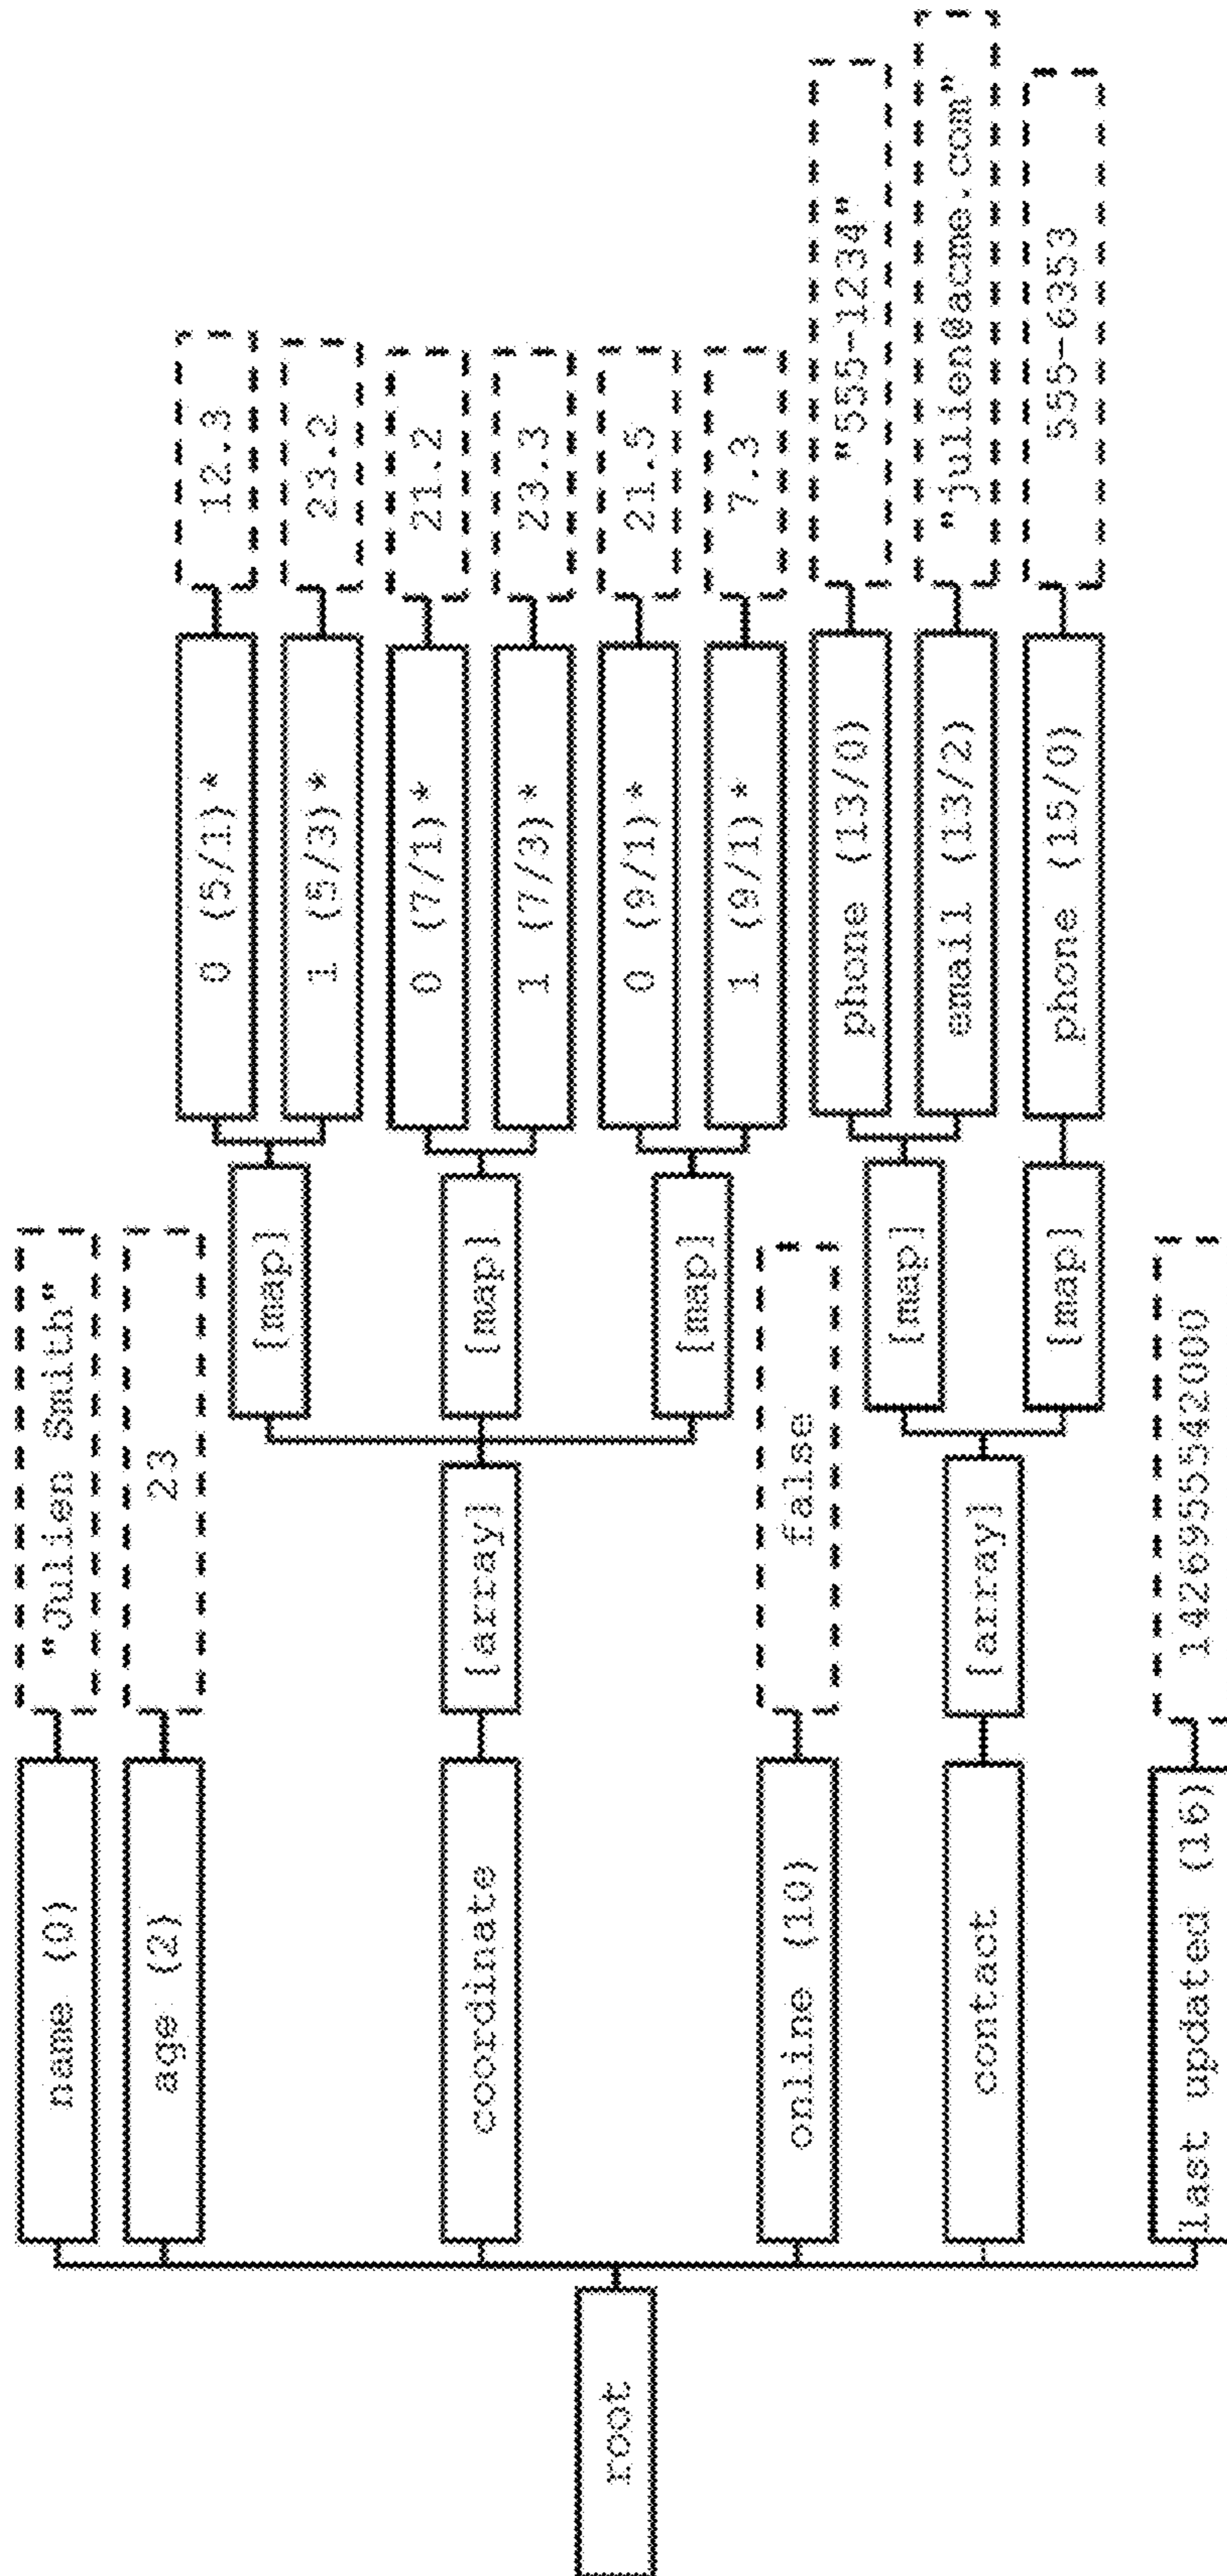 root
name (0)
"Julien Smith"
age (2)
23
coordinate
[array]
[map]
0 (5/1)*
12.3
1 (5/3)*
23.2
[map]
0 (7/1)*
21.2
1 (7/3)*
23.3
[map]
0 (9/1)*
21.5
1 (9/1)*
7.3
online (10)
false
contact
[array]
[map]
phone (13/0)
"555-1234"
email (13/2)
"julien@acme.com"
[map]
phone (15/0)
555-6353
last updated (16)
1426955542000